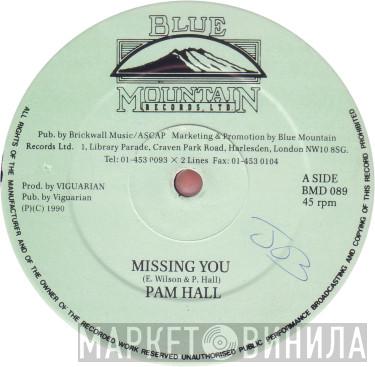 BLUE
MOUNTAIN
RECORDS, LTD.
Pub. by Brickwall Music/ASCAP Marketing & Promotion by Blue Mountain
Records Ltd. 1, Library Parade, Craven Park Road, Harlesden, London NW10 8SG.
Tel: 01-453 0093 × 2 Lines Fax: 01-453 0104
Prod. by VIGUARIAN
Pub. by Viguarian
(P)(C) 1990
A SIDE
BMD 089
45 rpm
MISSING YOU
(E. Wilson & P. Hall)
PAM HALL
ALL RIGHTS OF THE MANUFACTURER AND OF THE OWNER OF THE RECORDED WORK RESERVED UNAUTHORISED PUBLIC PERFORMANCE BROADCASTING AND COPYING OF THIS RECORD PROHIBITED
МАРКЕТ ВИНИЛА